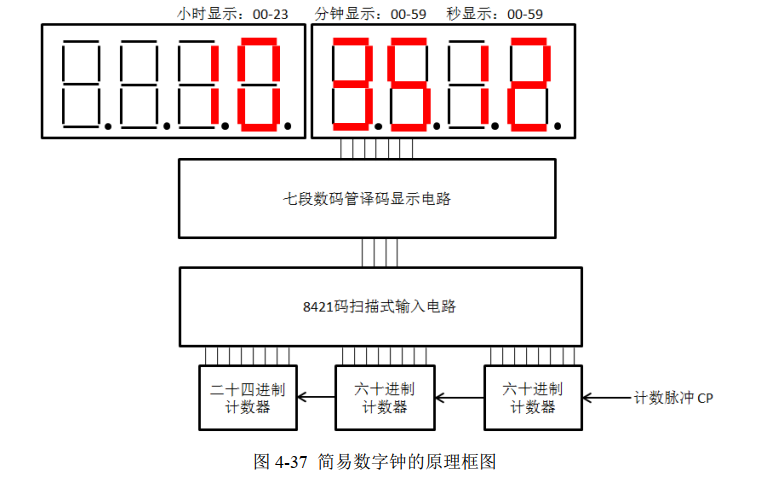 小时显示：00-23 分钟显示：00-59 秒显示：00-59
10 35 12
七段数码管译码显示电路
8421码扫描式输入电路
二十四进制
计数器
六十进制
计数器
六十进制
计数器
计数脉冲 CP
图 4-37 简易数字钟的原理框图